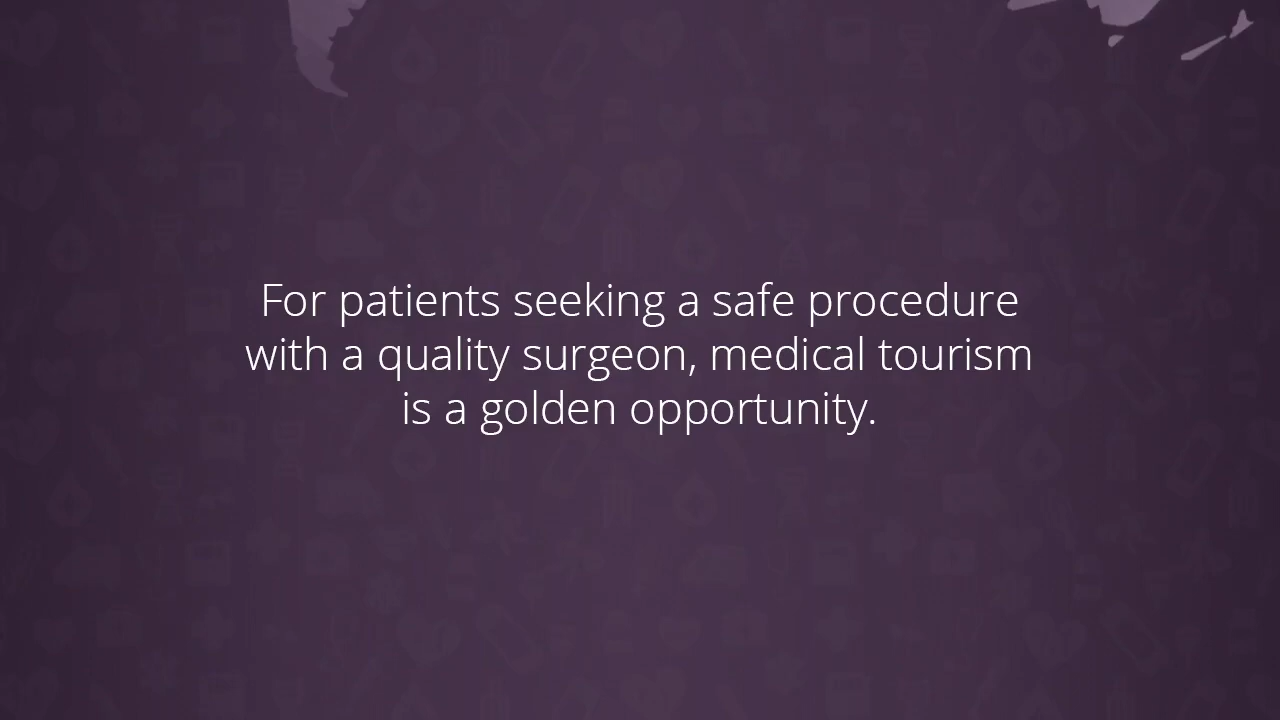 For patients seeking a safe procedure
with a quality surgeon, medical tourism
is a golden opportunity.